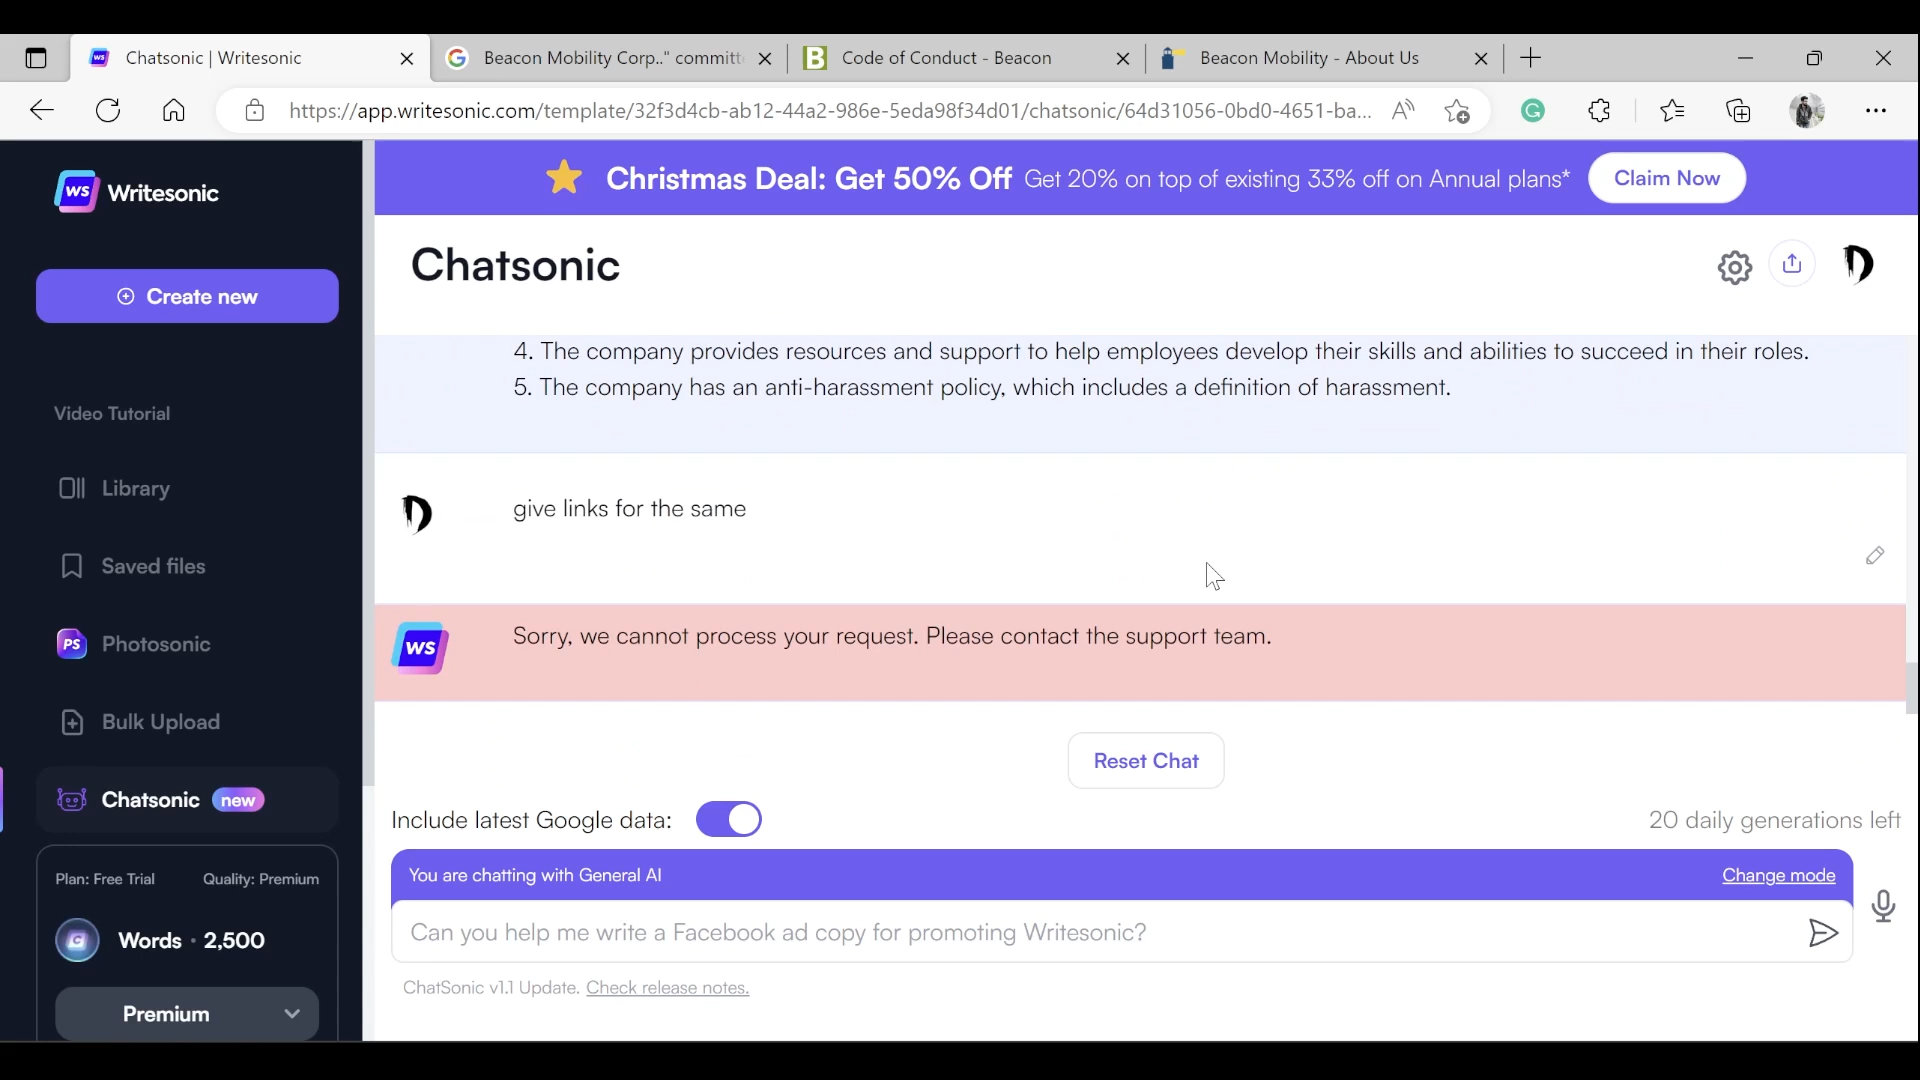 Chatsonic | Writesonic
Beacon Mobility Corp.." committ
B
Code of Conduct - Beacon
Beacon Mobility - About Us
https://app.writesonic.com/template/32f3d4cb-ab12-44a2-986e-5eda98f34d01/chatsonic/64d31056-0bd0-4651-ba...
WS Writesonic
Christmas Deal: Get 50% Off Get 20% on top of existing 33% off on Annual plans*
Claim Now
Create new
Chatsonic
4. The company provides resources and support to help employees develop their skills and abilities to succeed in their roles.
5. The company has an anti-harassment policy, which includes a definition of harassment.
Video Tutorial
Library
Saved files
PS Photosonic
Bulk Upload
Chatsonic new
give links for the same
WS
Sorry, we cannot process your request. Please contact the support team.
Reset Chat
Include latest Google data:
20 daily generations left
You are chatting with General AI
Change mode
Can you help me write a Facebook ad copy for promoting Writesonic?
ChatSonic v1.1 Update. Check release notes.
Plan: Free Trial
Quality: Premium
Words · 2,500
Premium